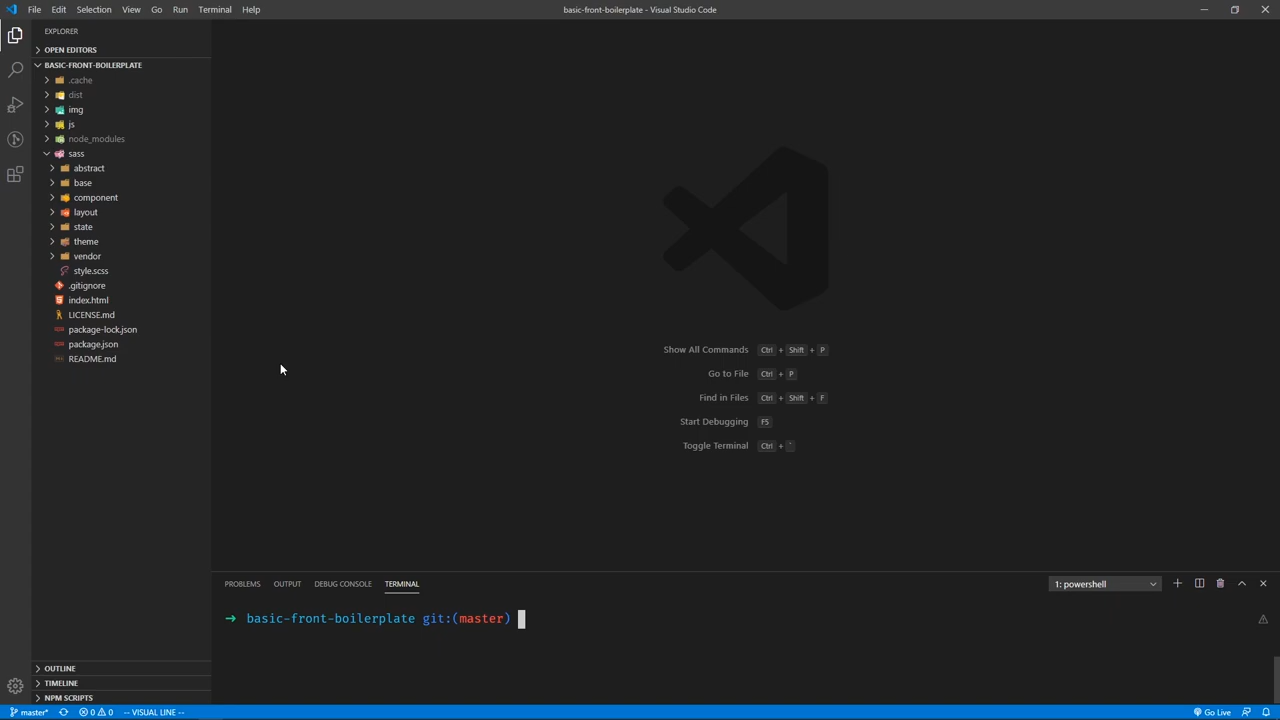 File Edit Selection View Go Run Terminal Help
basic-front-boilerplate - Visual Studio Code
EXPLORER
OPEN EDITORS
BASIC-FRONT-BOILERPLATE
.cache
dist
img
js
node_modules
sass
abstract
base
component
layout
state
theme
vendor
style.scss
.gitignore
index.html
LICENSE.md
package-lock.json
package.json
README.md
Show All Commands Ctrl + Shift + P
Go to File Ctrl + P
Find in Files Ctrl + Shift + F
Start Debugging F5
Toggle Terminal Ctrl + `
PROBLEMS OUTPUT DEBUG CONSOLE TERMINAL
1: powershell
➜ basic-front-boilerplate git:(master)
OUTLINE
TIMELINE
NPM SCRIPTS
master* 0 0 -- VISUAL LINE -- Go Live